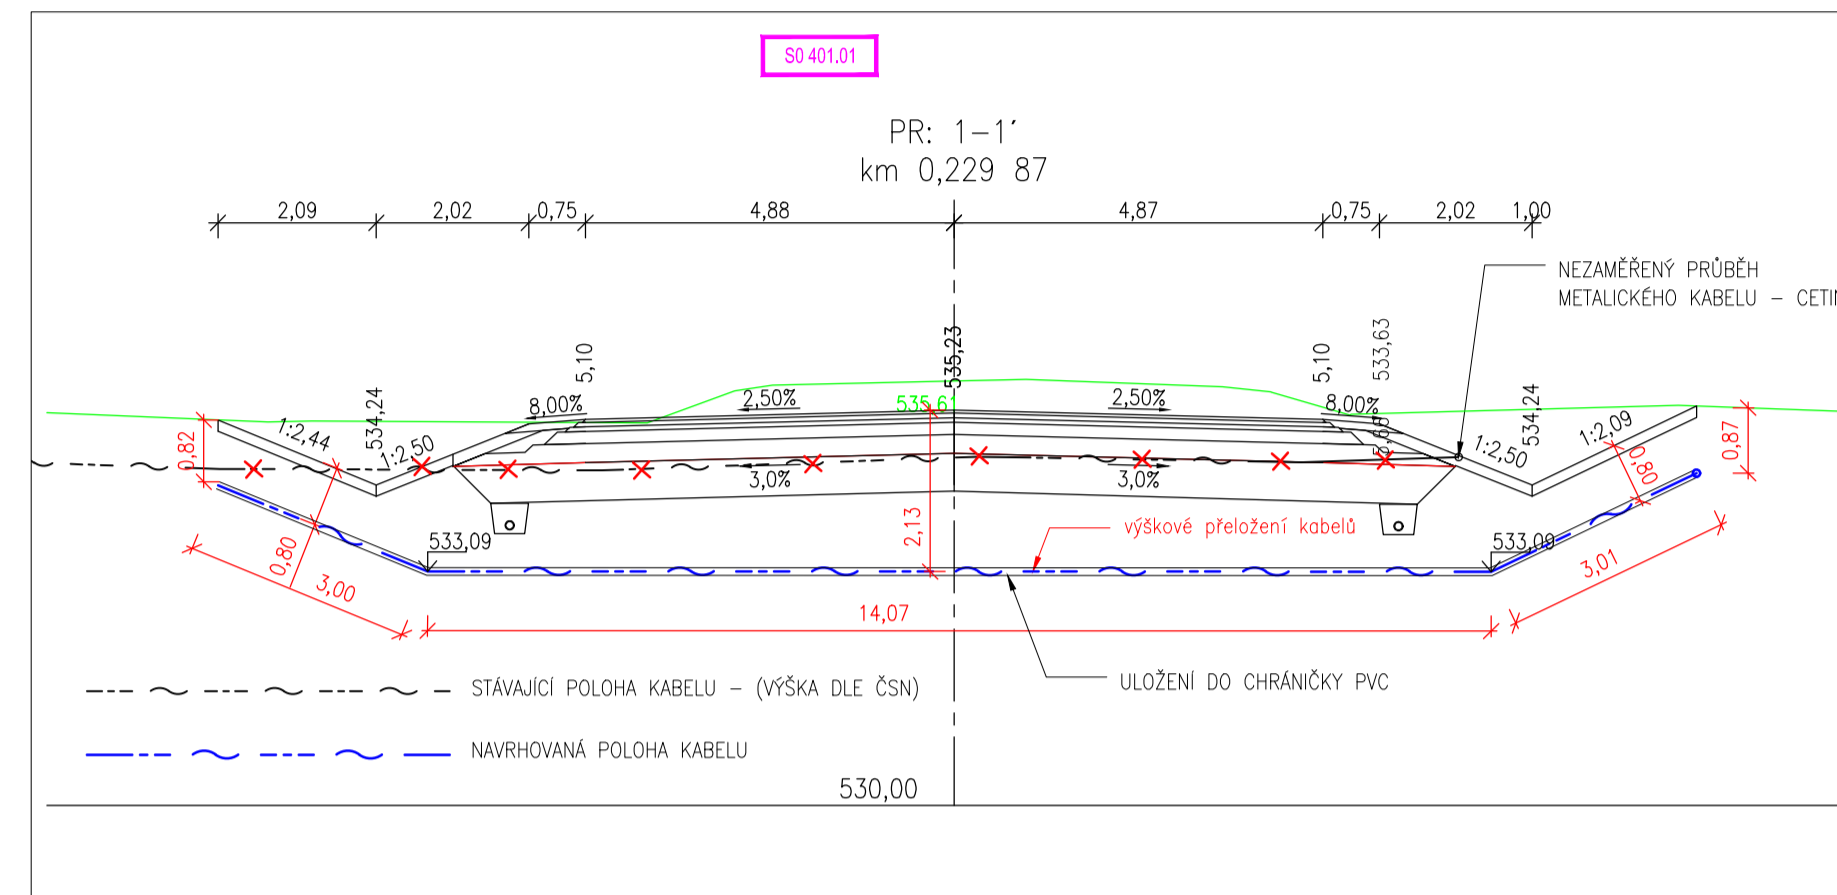 S0 401.01
PR: 1-1´
km 0,229 87
2,09 2,02 0,75 4,88 4,87 0,75 2,02 1,00
NEZAMĚŘENÝ PRŮBĚH
METALICKÉHO KABELU – CETIN
535,23
5,10
5,10
533,63
534,24
534,24
8,00% 2,50% 535,61 2,50% 8,00%
1:2,44
1:2,50
1:2,50
1:2,09
0,82
0,87
0,80
0,80
3,0% 3,0%
2,13
výškové přeložení kabelů
533,09
533,09
3,00
3,01
14,07
STÁVAJÍCÍ POLOHA KABELU – (VÝŠKA DLE ČSN)
ULOŽENÍ DO CHRÁNIČKY PVC
NAVRHOVANÁ POLOHA KABELU
530,00